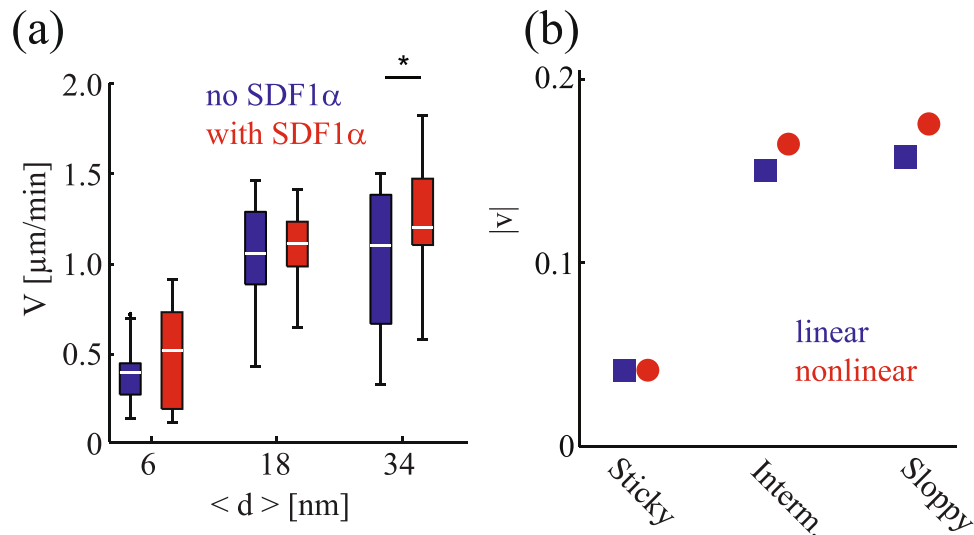 (a)
*
2.0
1.5
1.0
0.5
0
V [µm/min]
no SDF1α
with SDF1α
6 18 34
< d > [nm]
(b)
0.2
0.1
0
|v|
linear
nonlinear
Sticky
Interm.
Sloppy